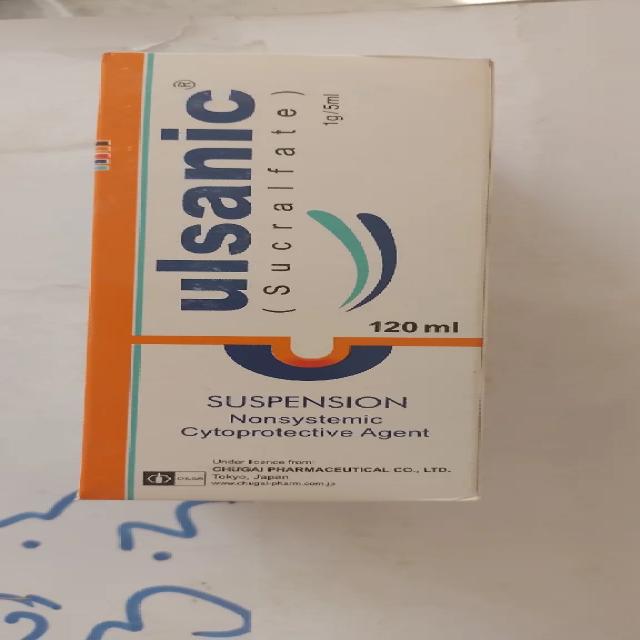 ulsanic®
(Sucralfate)
1g/5ml
120 ml
SUSPENSION
Nonsystemic
Cytoprotective Agent
Under licence from:
CHUGAI PHARMACEUTICAL CO., LTD.
Tokyo, Japan
www.chugai-pharm.com.jp